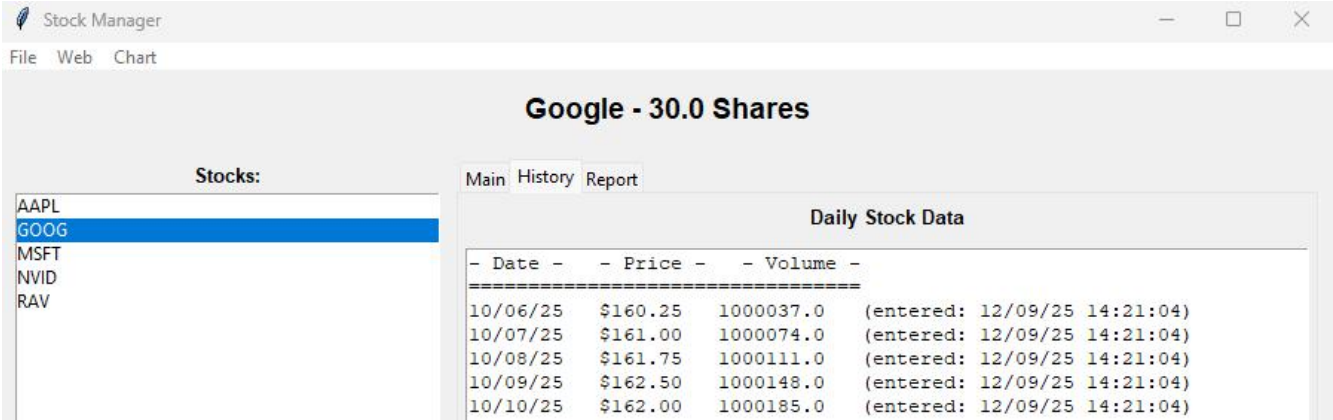 Stock Manager
File Web Chart
Google - 30.0 Shares
Stocks:
AAPL
GOOG
MSFT
NVID
RAV
Main History Report
Daily Stock Data
- Date -   - Price -   - Volume -
=================================
10/06/25   $160.25   1000037.0   (entered: 12/09/25 14:21:04)
10/07/25   $161.00   1000074.0   (entered: 12/09/25 14:21:04)
10/08/25   $161.75   1000111.0   (entered: 12/09/25 14:21:04)
10/09/25   $162.50   1000148.0   (entered: 12/09/25 14:21:04)
10/10/25   $162.00   1000185.0   (entered: 12/09/25 14:21:04)